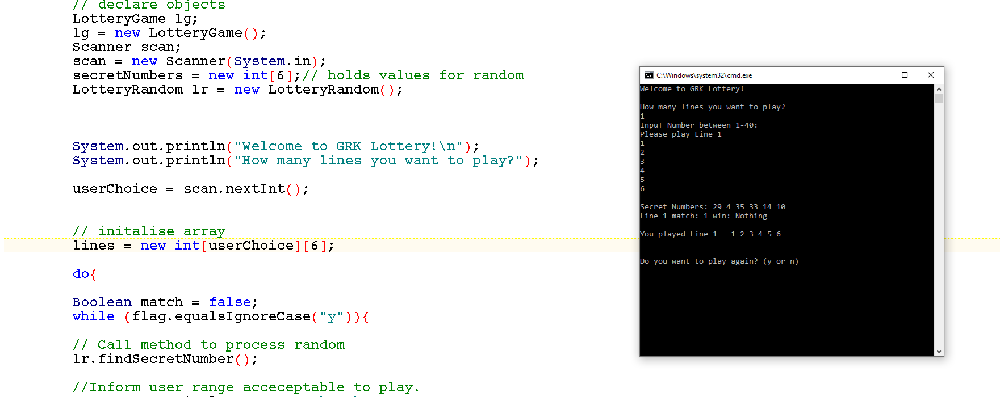 // declare objects
LotteryGame lg;
lg = new LotteryGame();
Scanner scan;
scan = new Scanner(System.in);
secretNumbers = new int[6];// holds values for random
LotteryRandom lr = new LotteryRandom();
System.out.println("Welcome to GRK Lottery!\n");
System.out.println("How many lines you want to play?");
userChoice = scan.nextInt();
// initalise array
lines = new int[userChoice][6];
do{
Boolean match = false;
while (flag.equalsIgnoreCase("y")){
// Call method to process random
lr.findSecretNumber();
//Inform user range acceceptable to play.
C:\Windows\system32\cmd.exe
Welcome to GRK Lottery!
How many lines you want to play?
1
InpuT Number between 1-40:
Please play Line 1
1
2
3
4
5
6
Secret Numbers: 29 4 35 33 14 10
Line 1 match: 1 win: Nothing
You played Line 1 = 1 2 3 4 5 6
Do you want to play again? (y or n)